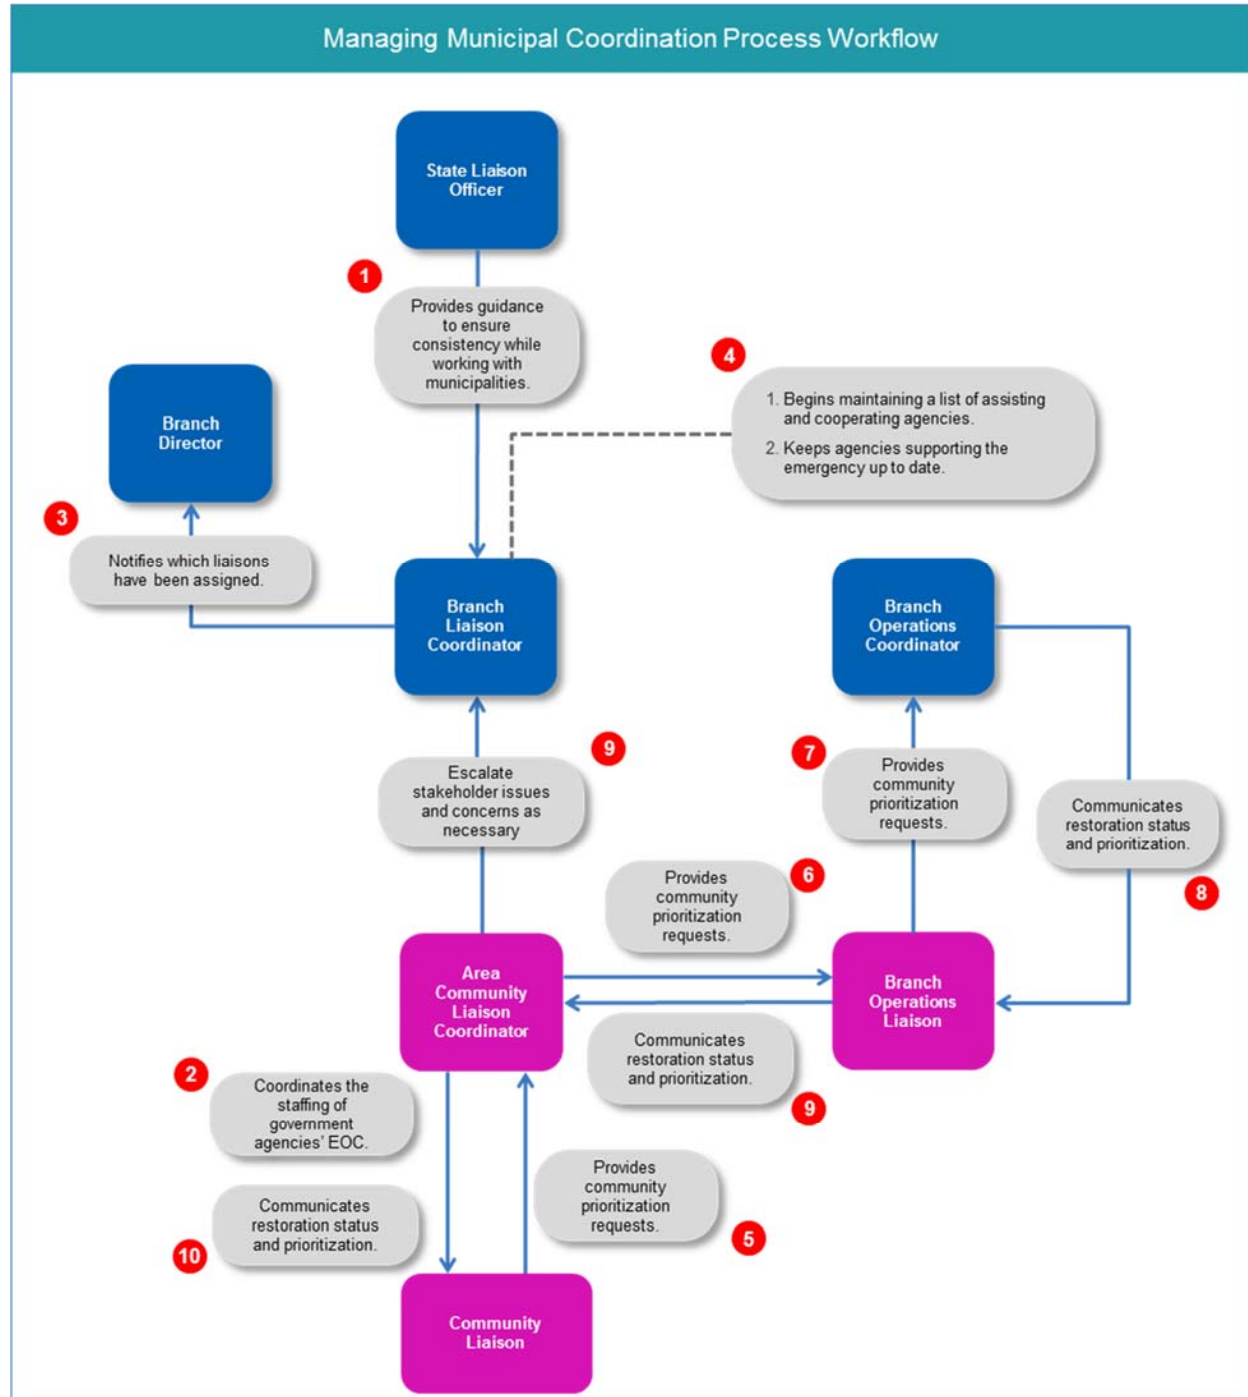 Managing Municipal Coordination Process Workflow
State Liaison
Officer
1
Provides guidance
to ensure
consistency while
working with
municipalities.
4
1. Begins maintaining a list of assisting
and cooperating agencies.
2. Keeps agencies supporting the
emergency up to date.
Branch
Director
3
Notifies which liaisons
have been assigned.
Branch
Liaison
Coordinator
Branch
Operations
Coordinator
9
Escalate
stakeholder issues
and concerns as
necessary
7
Provides
community
prioritization
requests.
Communicates
restoration status
and prioritization.
8
6
Provides
community
prioritization
requests.
Area
Community
Liaison
Coordinator
Branch
Operations
Liaison
Communicates
restoration status
and prioritization.
9
2
Coordinates the
staffing of
government
agencies' EOC.
Provides
community
prioritization
requests.
5
Communicates
restoration status
and prioritization.
10
Community
Liaison